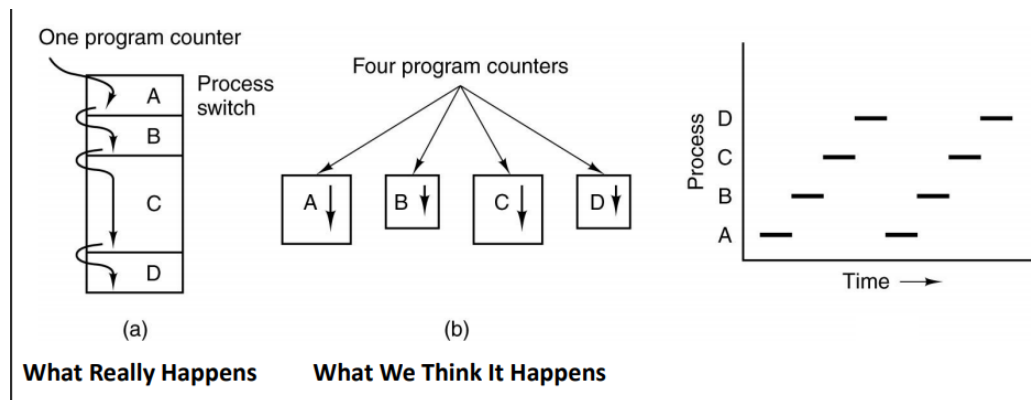 One program counter
Process
switch
A
B
C
D
(a)
What Really Happens
Four program counters
A
B
C
D
(b)
What We Think It Happens
Process
D
C
B
A
Time